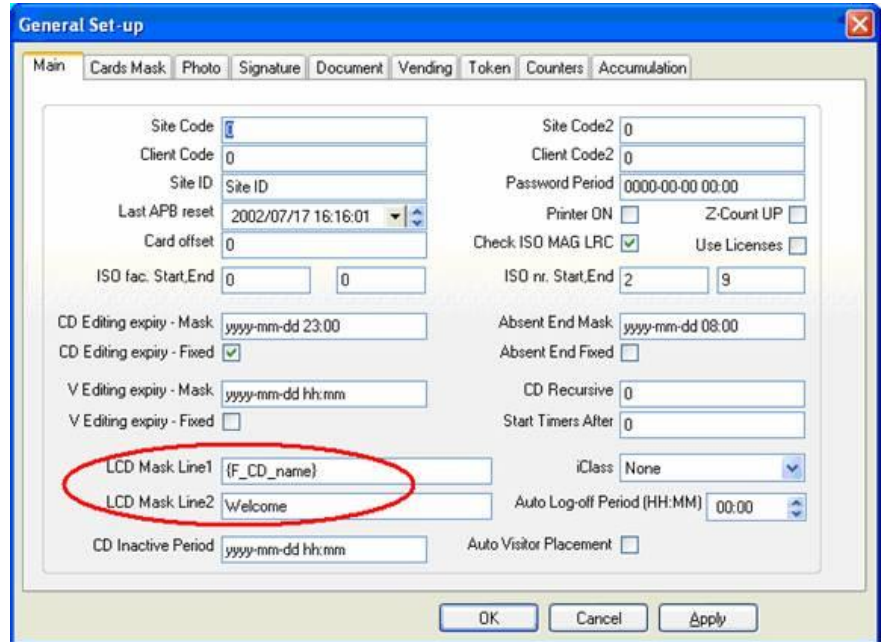 General Set-up
Main Cards Mask Photo Signature Document Vending Token Counters Accumulation
Site Code 0 Site Code2 0
Client Code 0 Client Code2 0
Site ID Site ID Password Period 0000-00-00 00:00
Last APB reset 2002/07/17 16:16:01 Printer ON Z-Count UP
Card offset 0 Check ISO MAG LRC Use Licenses
ISO fac. Start,End 0 0 ISO nr. Start,End 2 9
CD Editing expiry - Mask yyyy-mm-dd 23:00 Absent End Mask yyyy-mm-dd 08:00
CD Editing expiry - Fixed Absent End Fixed
V Editing expiry - Mask yyyy-mm-dd hh:mm CD Recursive 0
V Editing expiry - Fixed Start Timers After 0
LCD Mask Line1 {F_CD_name} iClass None
LCD Mask Line2 Welcome Auto Log-off Period (HH:MM) 00:00
CD Inactive Period yyyy-mm-dd hh:mm Auto Visitor Placement
OK Cancel Apply